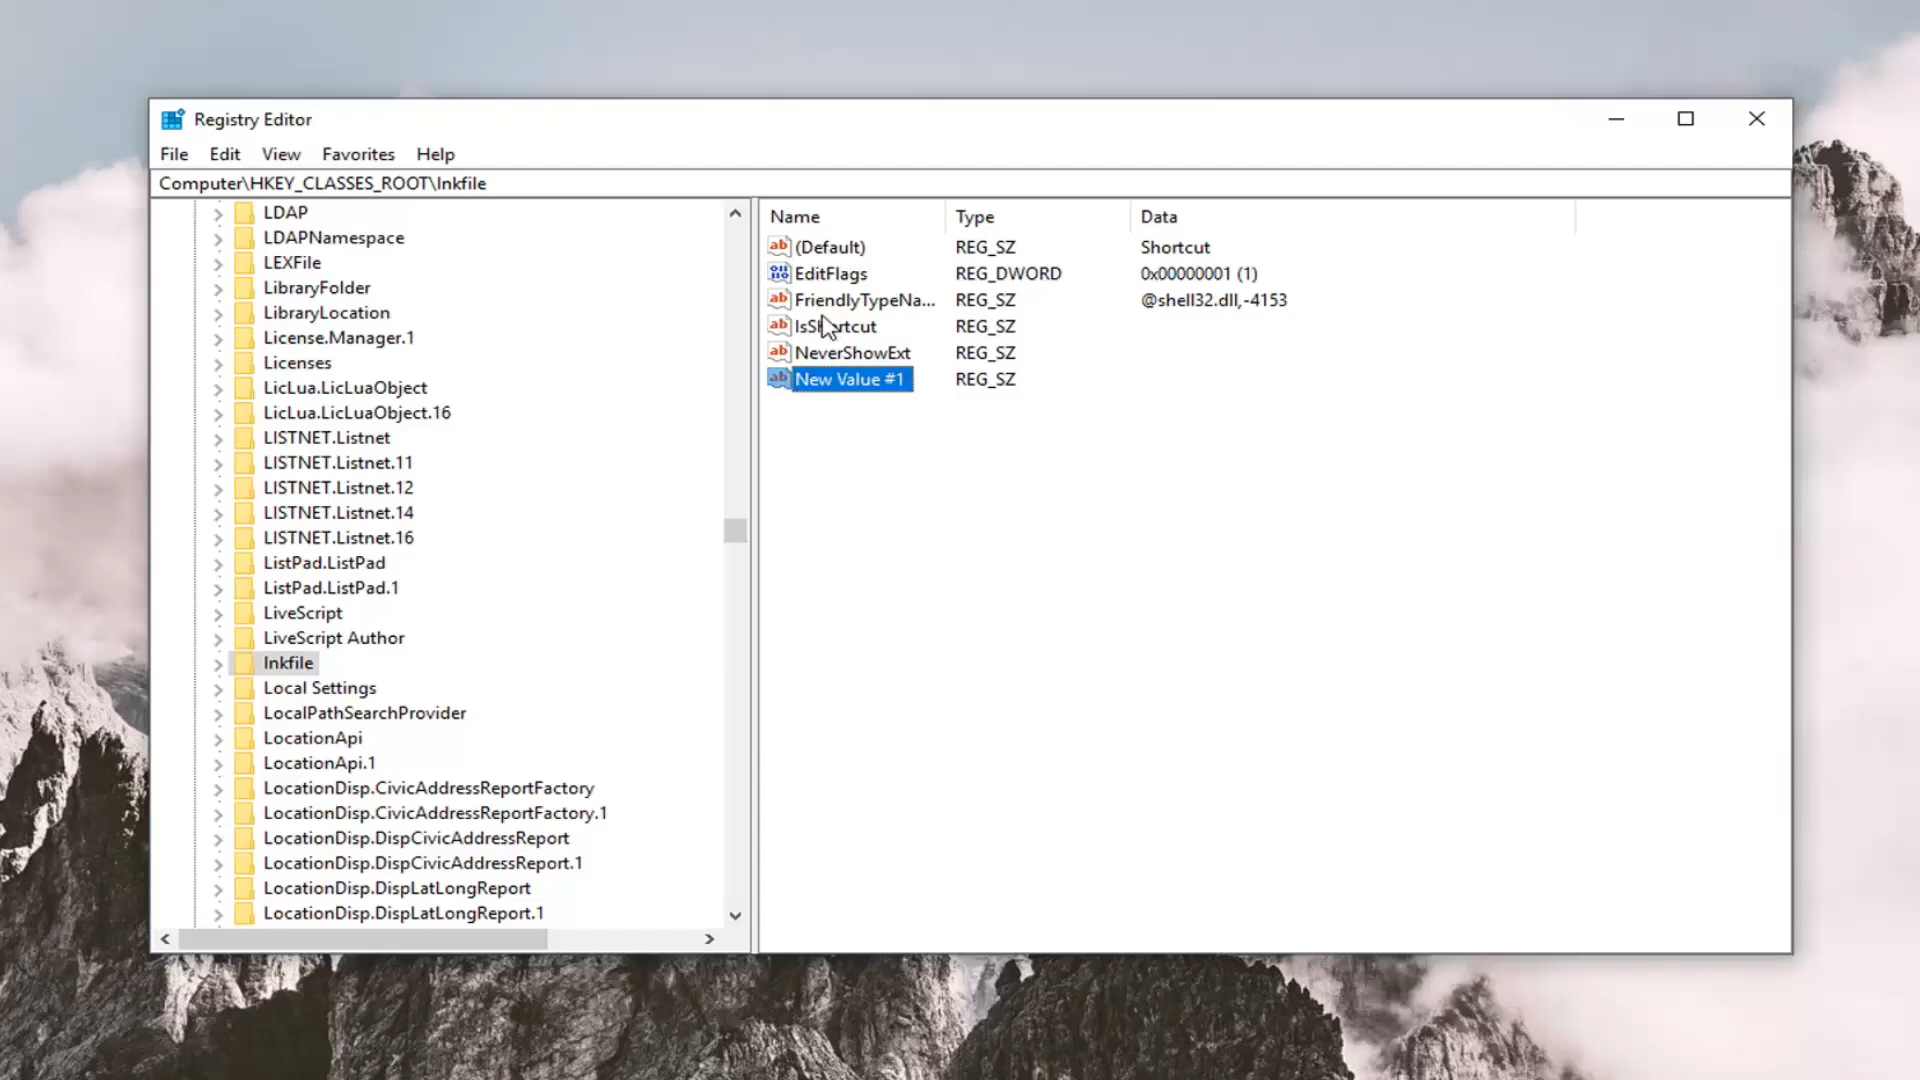 Registry Editor
File Edit View Favorites Help
Computer\HKEY_CLASSES_ROOT\lnkfile
LDAP
LDAPNamespace
LEXFile
LibraryFolder
LibraryLocation
License.Manager.1
Licenses
LicLua.LicLuaObject
LicLua.LicLuaObject.16
LISTNET.Listnet
LISTNET.Listnet.11
LISTNET.Listnet.12
LISTNET.Listnet.14
LISTNET.Listnet.16
ListPad.ListPad
ListPad.ListPad.1
LiveScript
LiveScript Author
lnkfile
Local Settings
LocalPathSearchProvider
LocationApi
LocationApi.1
LocationDisp.CivicAddressReportFactory
LocationDisp.CivicAddressReportFactory.1
LocationDisp.DispCivicAddressReport
LocationDisp.DispCivicAddressReport.1
LocationDisp.DispLatLongReport
LocationDisp.DispLatLongReport.1
Name Type Data
(Default) REG_SZ Shortcut
EditFlags REG_DWORD 0x00000001 (1)
FriendlyTypeNa... REG_SZ @shell32.dll,-4153
IsShortcut REG_SZ
NeverShowExt REG_SZ
New Value #1 REG_SZ